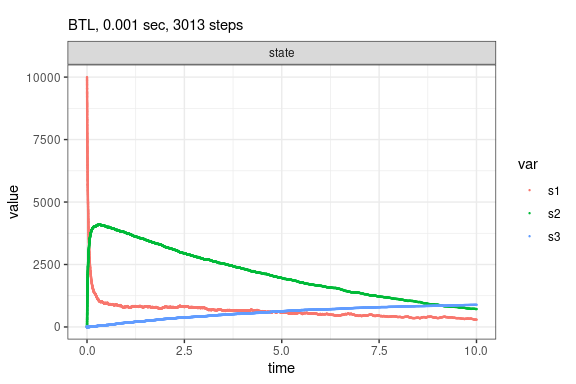 BTL, 0.001 sec, 3013 steps
state
10000
7500
5000
2500
0
value
0.0 2.5 5.0 7.5 10.0
time
var
s1
s2
s3